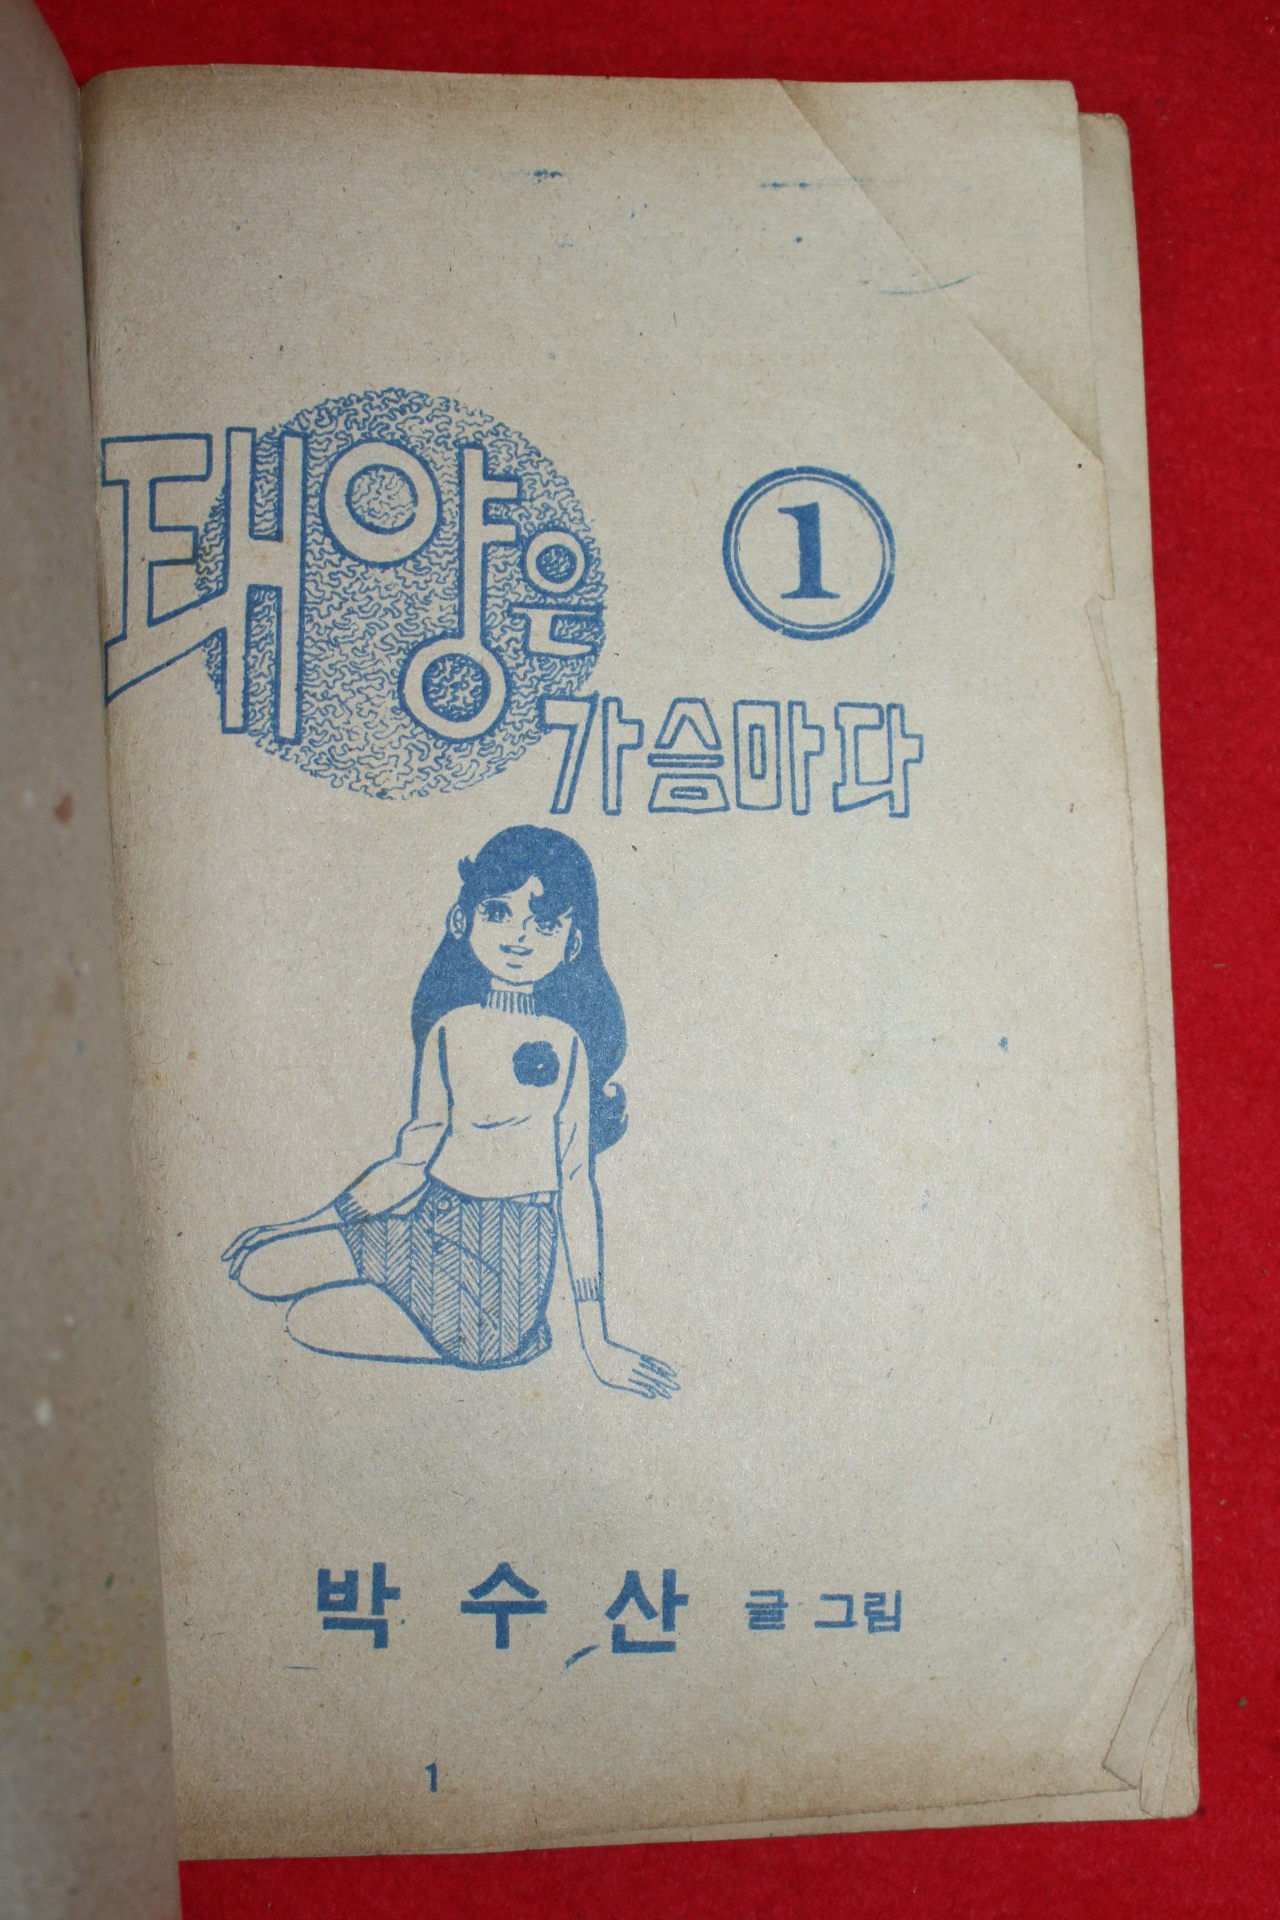 태양은
1
가슴마다
박수산 글 그림
1